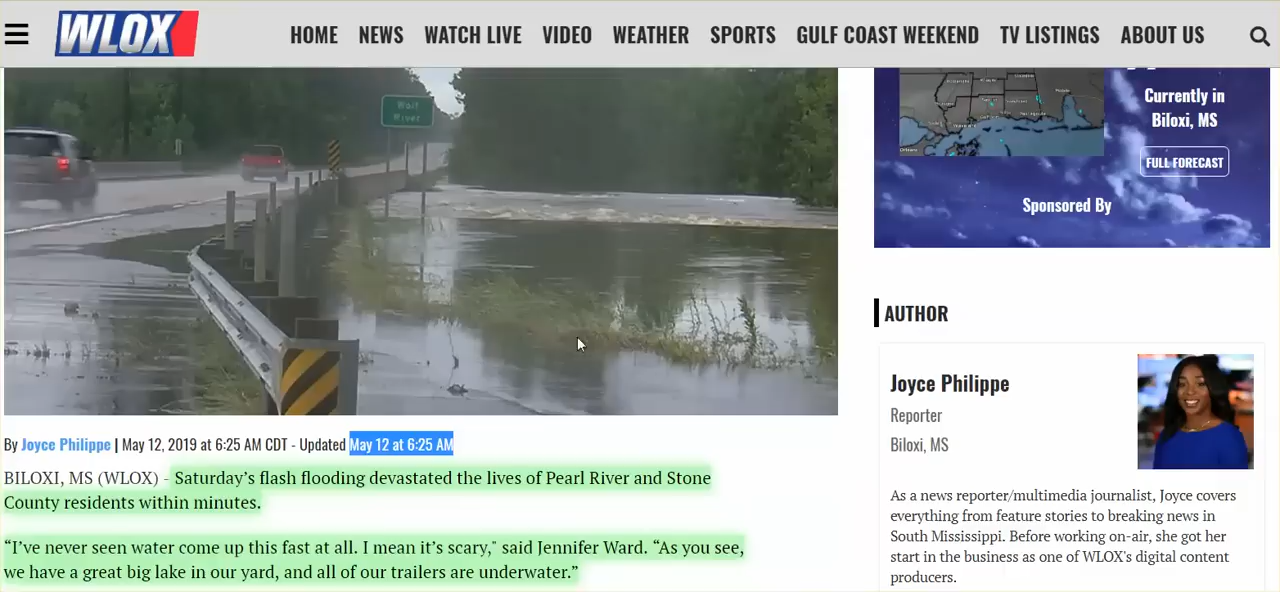 WLOX
HOME NEWS WATCH LIVE VIDEO WEATHER SPORTS GULF COAST WEEKEND TV LISTINGS ABOUT US
Wolf
River
Currently in
Biloxi, MS
FULL FORECAST
Sponsored By
AUTHOR
Joyce Philippe
Reporter
Biloxi, MS
As a news reporter/multimedia journalist, Joyce covers
everything from feature stories to breaking news in
South Mississippi. Before working on-air, she got her
start in the business as one of WLOX's digital content
producers.
By Joyce Philippe | May 12, 2019 at 6:25 AM CDT - Updated May 12 at 6:25 AM
BILOXI, MS (WLOX) - Saturday’s flash flooding devastated the lives of Pearl River and Stone
County residents within minutes.
“I’ve never seen water come up this fast at all. I mean it’s scary," said Jennifer Ward. “As you see,
we have a great big lake in our yard, and all of our trailers are underwater.”